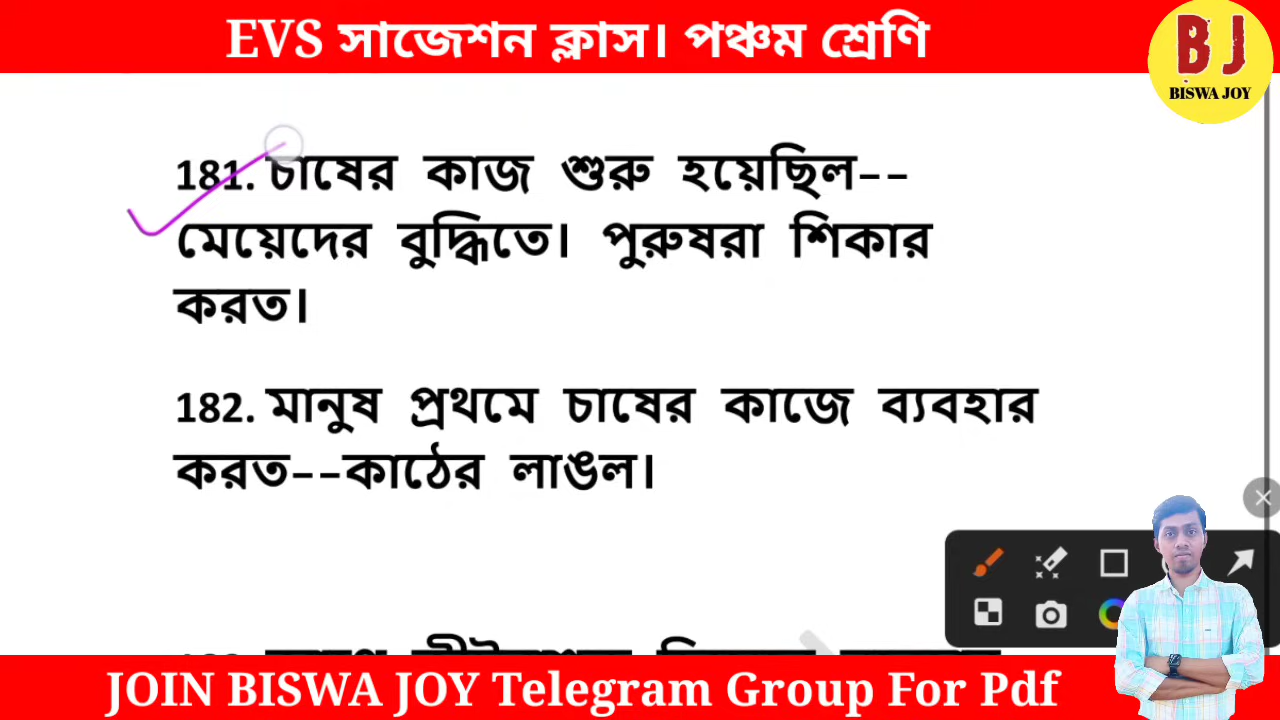 EVS সাজেশন ক্লাস। পঞ্চম শ্রেণি
BJ
BISWA JOY
181. চাষের কাজ শুরু হয়েছিল--
মেয়েদের বুদ্ধিতে। পুরুষরা শিকার
করত।
182. মানুষ প্রথমে চাষের কাজে ব্যবহার
করত--কাঠের লাঙল।
JOIN BISWA JOY Telegram Group For Pdf